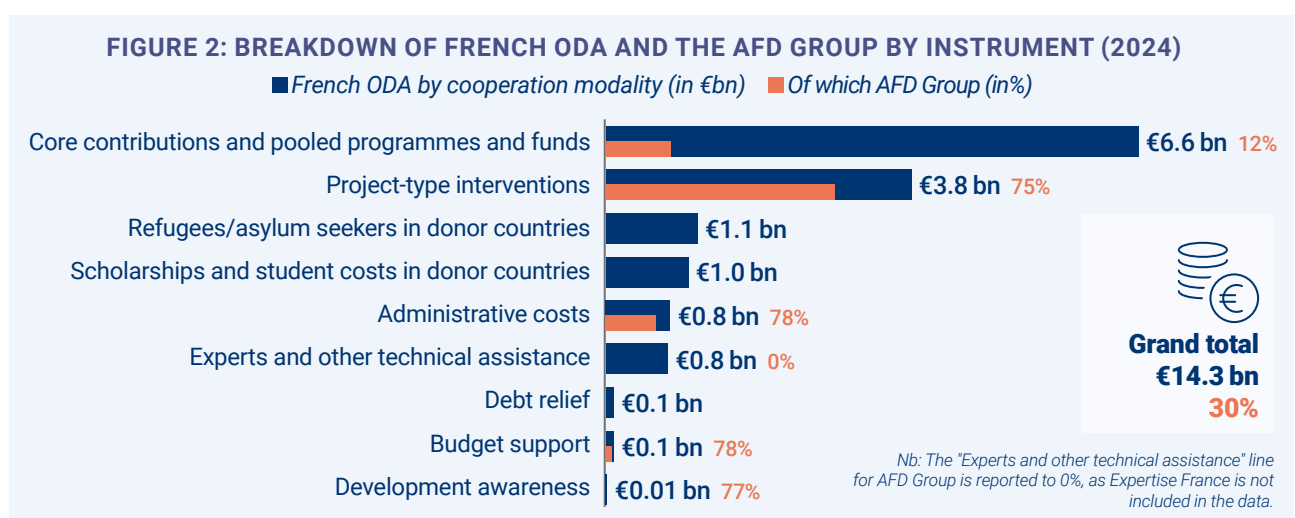 FIGURE 2: BREAKDOWN OF FRENCH ODA AND THE AFD GROUP BY INSTRUMENT (2024)
French ODA by cooperation modality (in €bn) Of which AFD Group (in%)
Core contributions and pooled programmes and funds €6.6 bn 12%
Project-type interventions €3.8 bn 75%
Refugees/asylum seekers in donor countries €1.1 bn
Scholarships and student costs in donor countries €1.0 bn
Administrative costs €0.8 bn 78%
Experts and other technical assistance €0.8 bn 0%
Debt relief €0.1 bn
Budget support €0.1 bn 78%
Development awareness €0.01 bn 77%
€
Grand total
€14.3 bn
30%
Nb: The "Experts and other technical assistance" line
for AFD Group is reported to 0%, as Expertise France is not
included in the data.